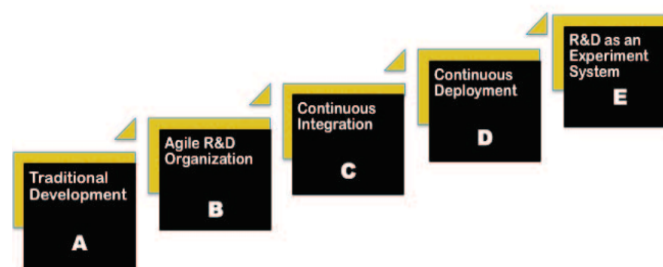 Traditional
Development
A
Agile R&D
Organization
B
Continuous
Integration
C
Continuous
Deployment
D
R&D as an
Experiment
System
E